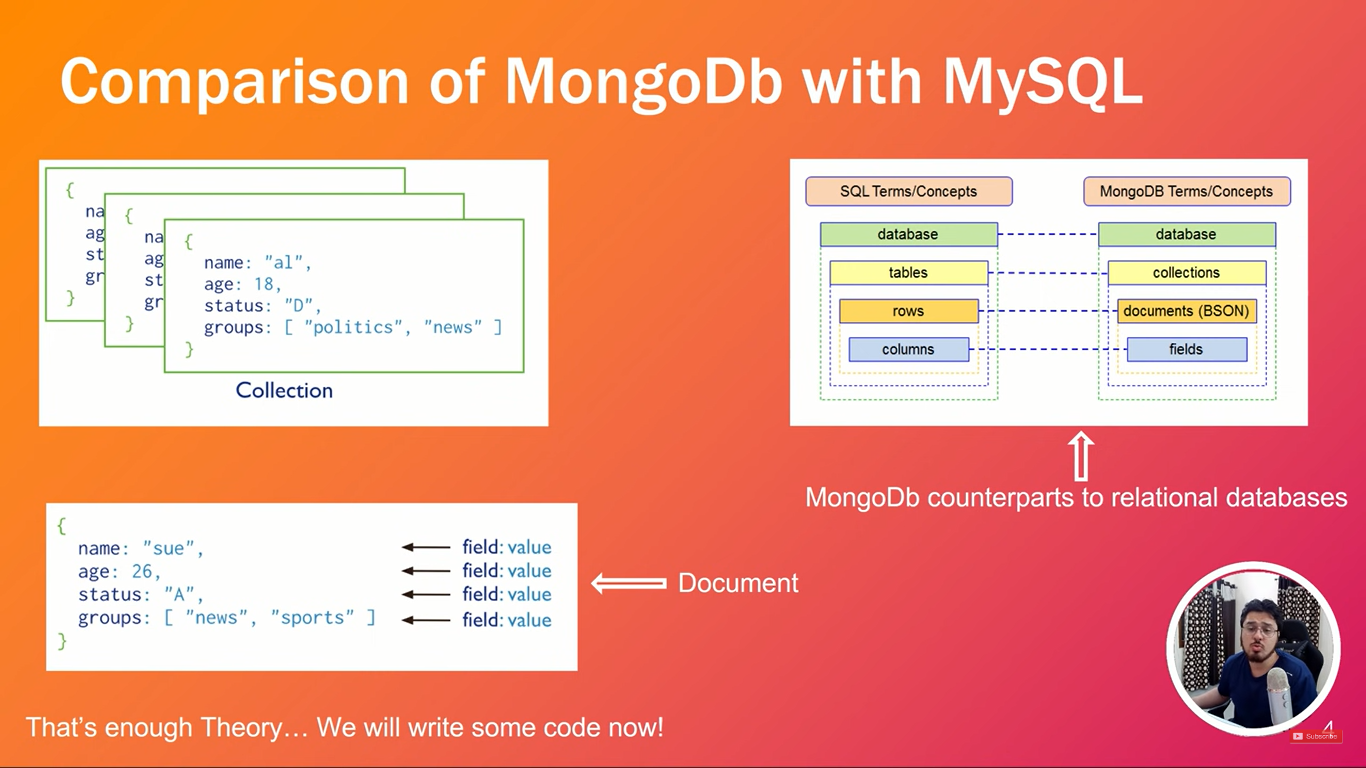 Comparison of MongoDb with MySQL
{
na
ag
st
gr
}
{
na
ag
st
gr
}
{
name: "al",
age: 18,
status: "D",
groups: [ "politics", "news" ]
}
Collection
SQL Terms/Concepts
MongoDB Terms/Concepts
database
database
tables
collections
rows
documents (BSON)
columns
fields
MongoDb counterparts to relational databases
{
name: "sue", field: value
age: 26, field: value
status: "A", field: value
groups: [ "news", "sports" ] field: value
}
Document
That's enough Theory... We will write some code now!
4
Subscribe